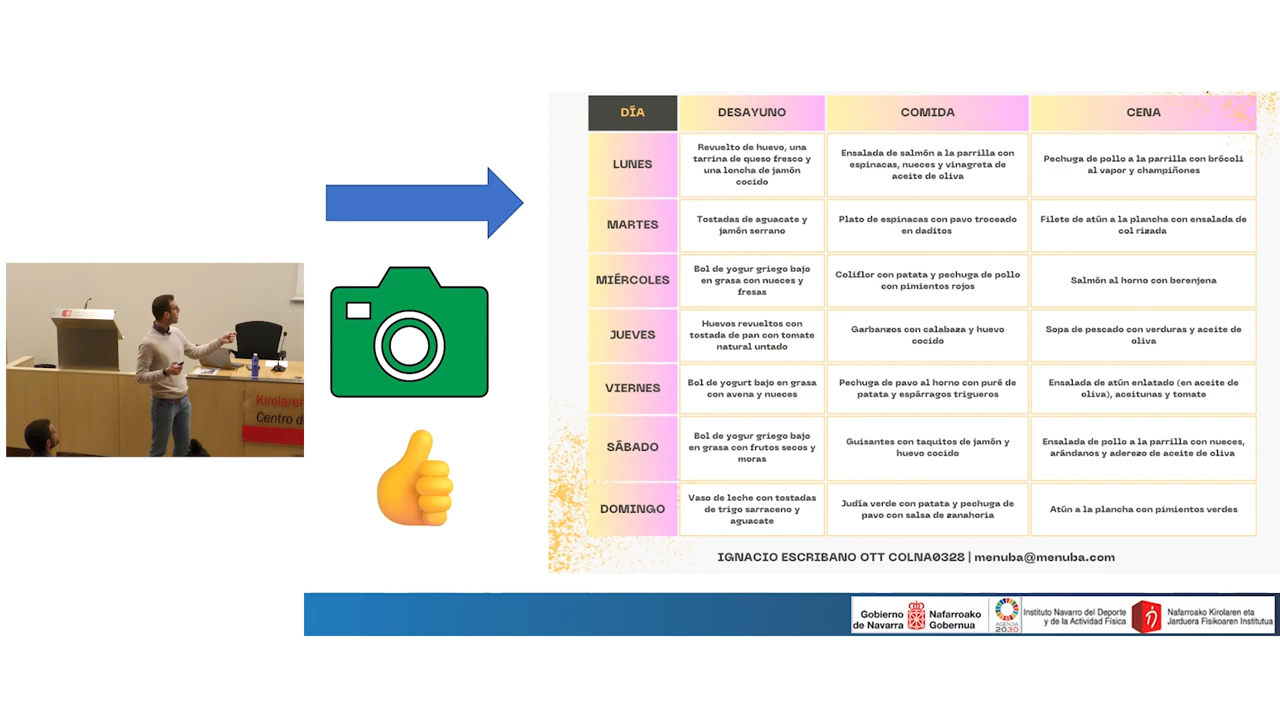 DÍA
DESAYUNO
COMIDA
CENA
LUNES
Revuelto de huevo, una
tarrina de queso fresco y
una loncha de jamón
cocido
Ensalada de salmón a la parrilla con
espinacas, nueces y vinagreta de
aceite de oliva
Pechuga de pollo a la parrilla con brócoli
al vapor y champiñones
MARTES
Tostadas de aguacate y
jamón serrano
Plato de espinacas con pavo troceado
en daditos
Filete de atún a la plancha con ensalada de
col rizada
MIÉRCOLES
Bol de yogur griego bajo
en grasa con nueces y
fresas
Coliflor con patata y pechuga de pollo
con pimientos rojos
Salmón al horno con berenjena
JUEVES
Huevos revueltos con
tostada de pan con tomate
natural untado
Garbanzos con calabaza y huevo
cocido
Sopa de pescado con verduras y aceite de
oliva
VIERNES
Bol de yogurt bajo en grasa
con avena y nueces
Pechuga de pavo al horno con puré de
patata y espárragos trigueros
Ensalada de atún enlatado (en aceite de
oliva), aceitunas y tomate
SÁBADO
Bol de yogur griego bajo
en grasa con frutos secos y
moras
Guisantes con taquitos de jamón y
huevo cocido
Ensalada de pollo a la parrilla con nueces,
arándanos y aderezo de aceite de oliva
DOMINGO
Vaso de leche con tostadas
de trigo sarraceno y
aguacate
Judía verde con patata y pechuga de
pavo con salsa de zanahoria
Atún a la plancha con pimientos verdes
IGNACIO ESCRIBANO OTT COLNA0328 | menuba@menuba.com
Kirolaren
Centro de
Gobierno
de Navarra
Nafarroako
Gobernua
AGENDA
2030
Instituto Navarro del Deporte
y de la Actividad Física
Nafarroako Kirolaren eta
Jarduera Fisikoaren Institutua